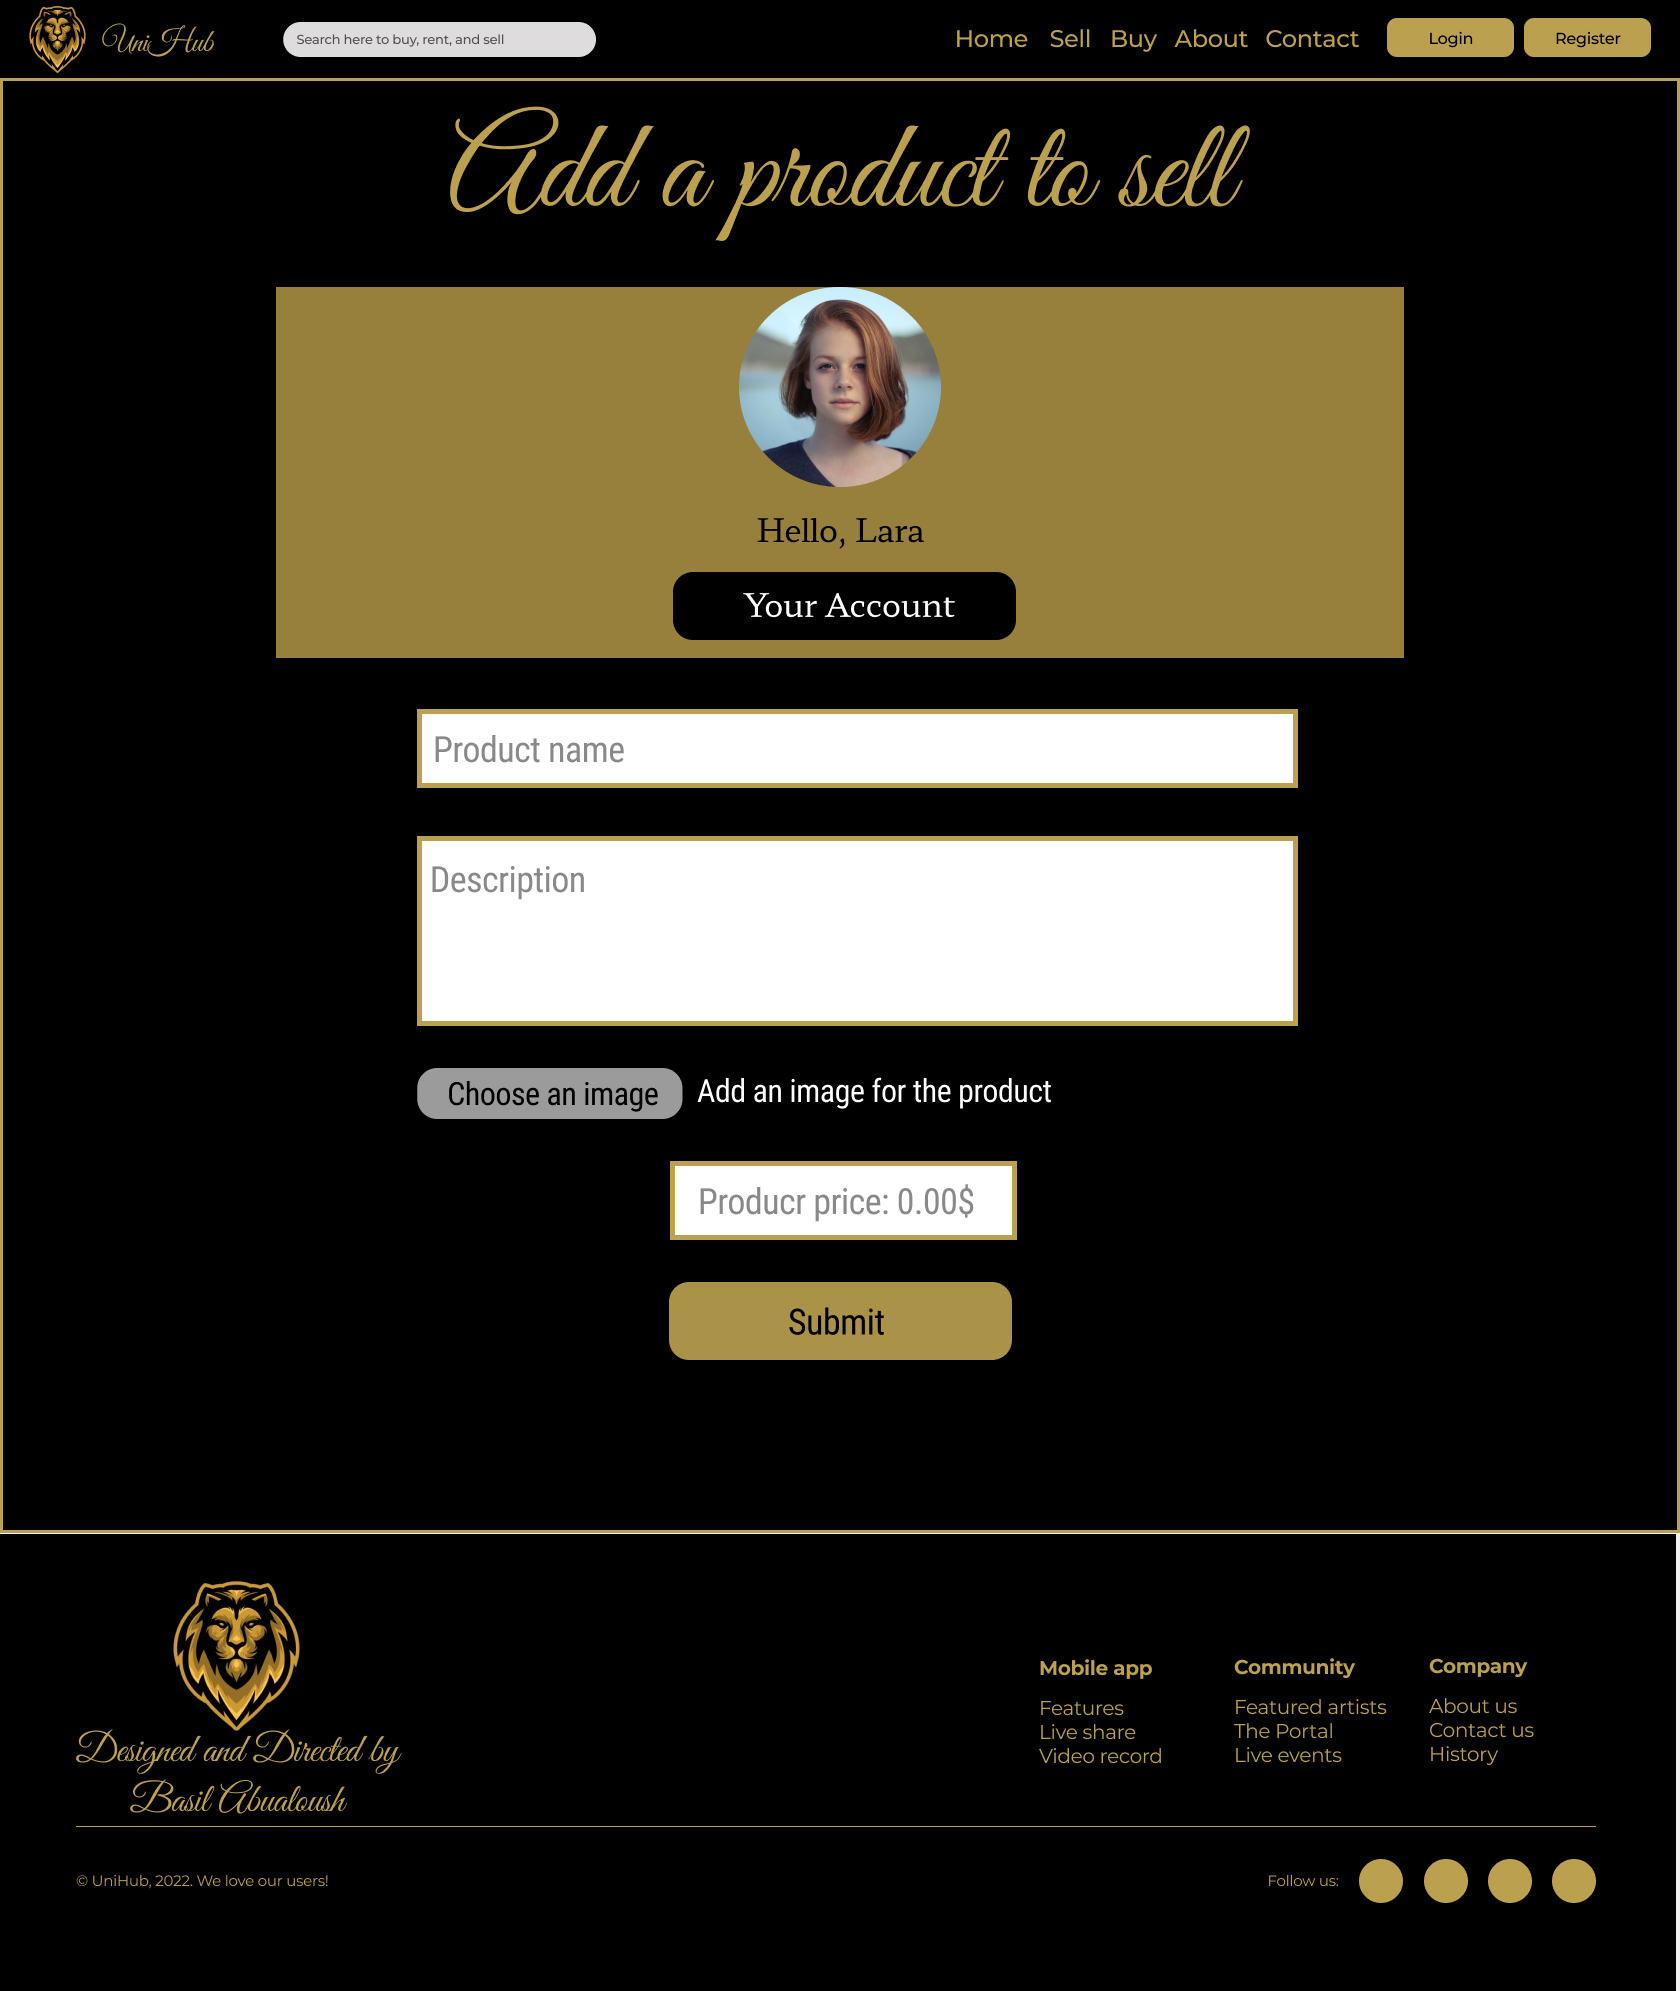 UniHub
Search here to buy, rent, and sell
Home Sell Buy About Contact
Login
Register
Add a product to sell
Hello, Lara
Your Account
Product name
Description
Choose an image
Add an image for the product
Producr price: 0.00$
Submit
Designed and Directed by
Basil Abualoush
Mobile app
Features
Live share
Video record
Community
Featured artists
The Portal
Live events
Company
About us
Contact us
History
© UniHub, 2022. We love our users!
Follow us: